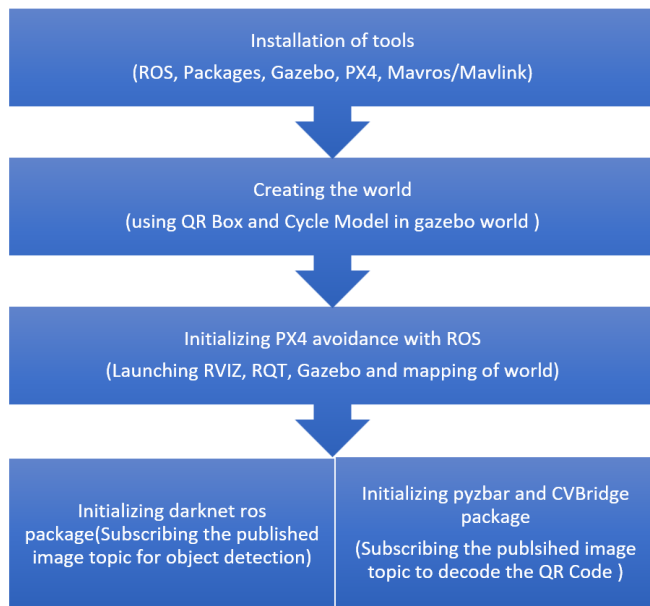 Installation of tools
(ROS, Packages, Gazebo, PX4, Mavros/Mavlink)
Creating the world
(using QR Box and Cycle Model in gazebo world )
Initializing PX4 avoidance with ROS
(Launching RVIZ, RQT, Gazebo and mapping of world)
Initializing darknet ros
package(Subscribing the published
image topic for object detection)
Initializing pyzbar and CVBridge
package
(Subscribing the publsihed image
topic to decode the QR Code )